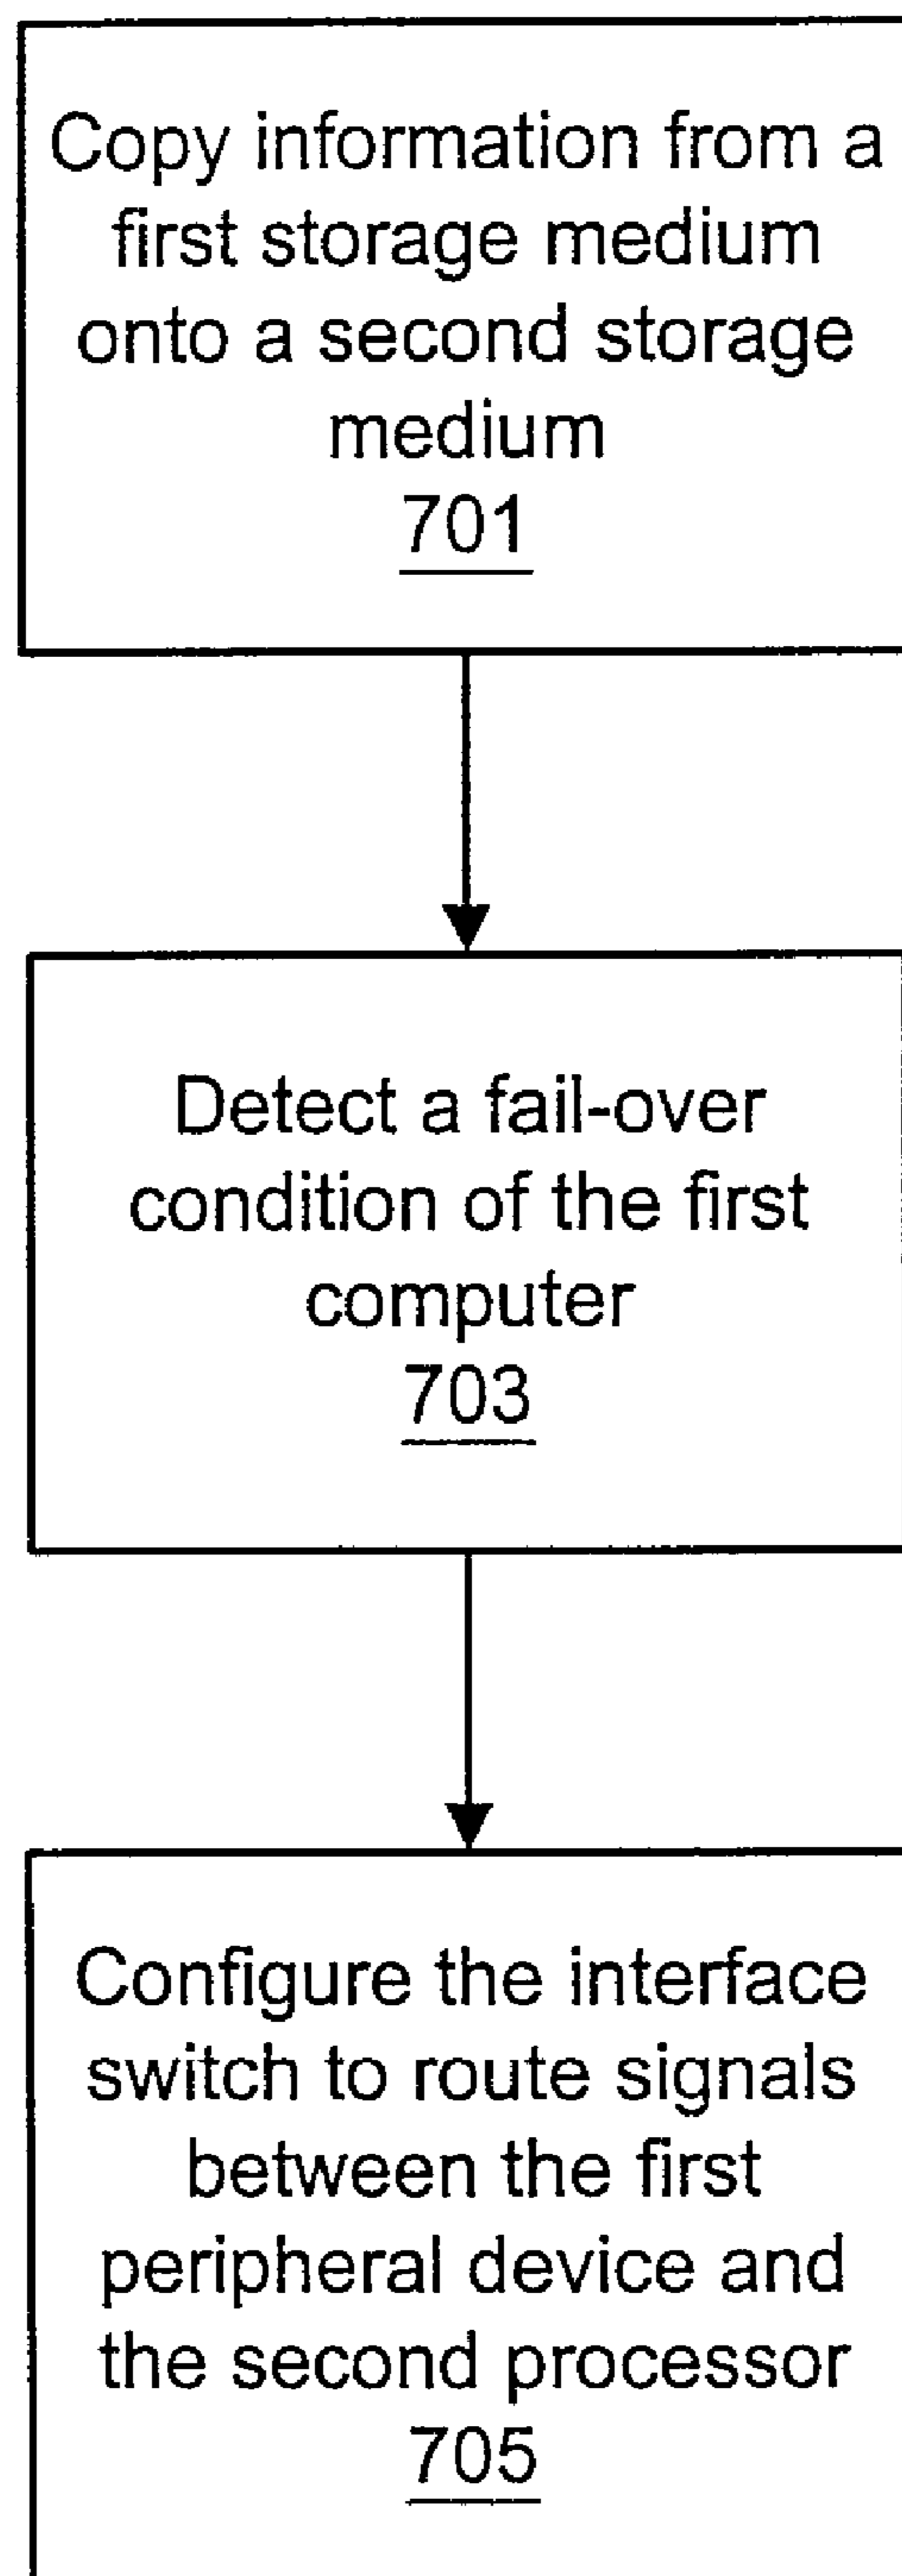 Copy information from a
first storage medium
onto a second storage
medium
701
Detect a fail-over
condition of the first
computer
703
Configure the interface
switch to route signals
between the first
peripheral device and
the second processor
705